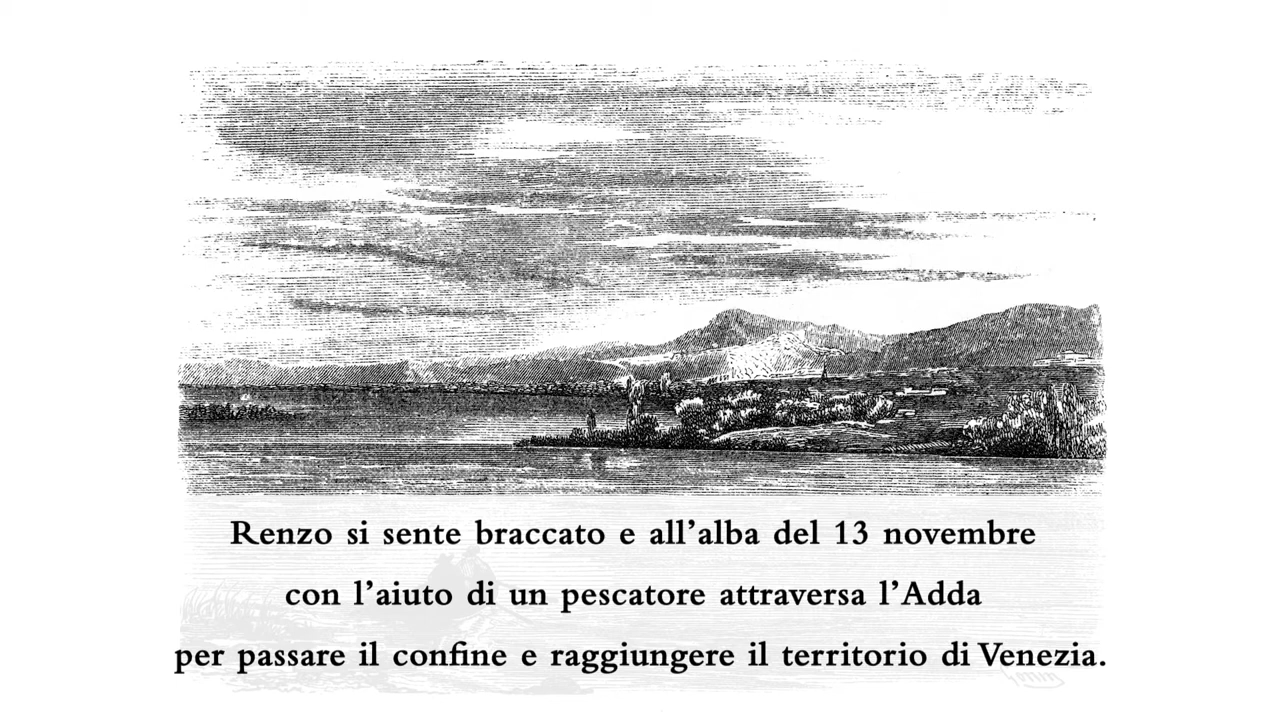 Renzo si sente braccato e all’alba del 13 novembre
con l’aiuto di un pescatore attraversa l’Adda
per passare il confine e raggiungere il territorio di Venezia.